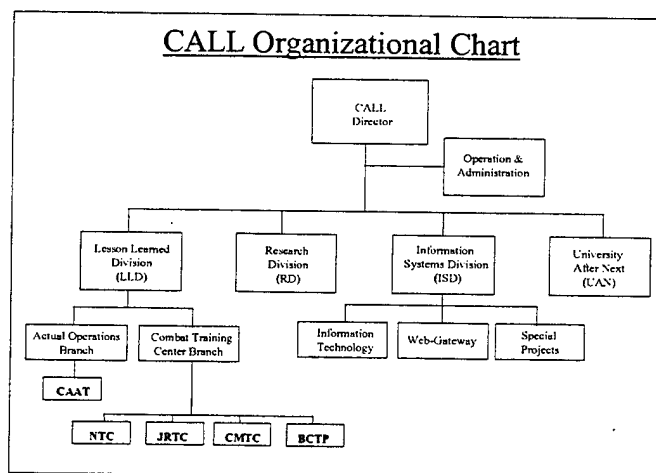 CALL Organizational Chart
CALL
Director
Operation &
Administration
Lesson Learned
Division
(LLD)
Research
Division
(RD)
Information
Systems Division
(ISD)
University
After Next
(UAN)
Actual Operations
Branch
Combat Training
Center Branch
Information
Technology
Web-Gateway
Special
Projects
CAAT
NTC
JRTC
CMTC
BCTP